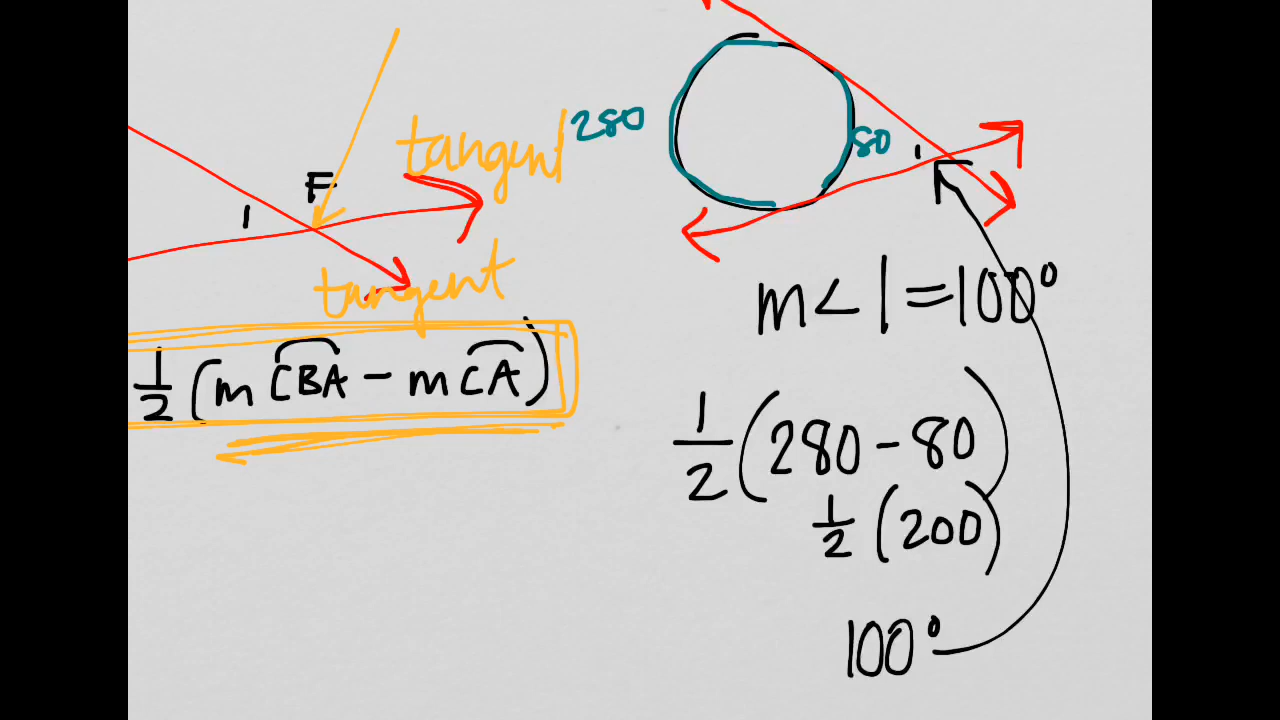 tangent
F
1
tangent
1/2 (m CBA - m CA)
280
80
1
m<1=100°
1/2 (280-80)
1/2 (200)
100°